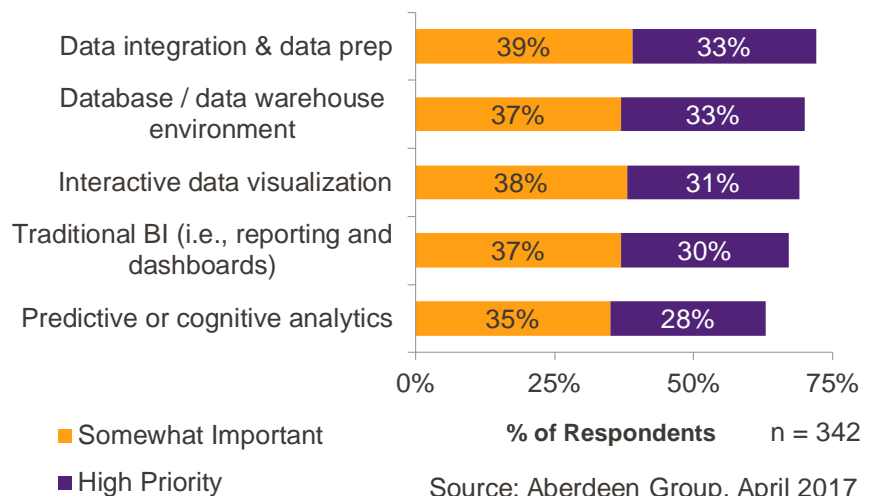 Data integration & data prep
39%
33%
Database / data warehouse
environment
37%
33%
Interactive data visualization
38%
31%
Traditional BI (i.e., reporting and
dashboards)
37%
30%
Predictive or cognitive analytics
35%
28%
0%
25%
50%
75%
Somewhat Important
High Priority
% of Respondents
n = 342
Source: Aberdeen Group, April 2017